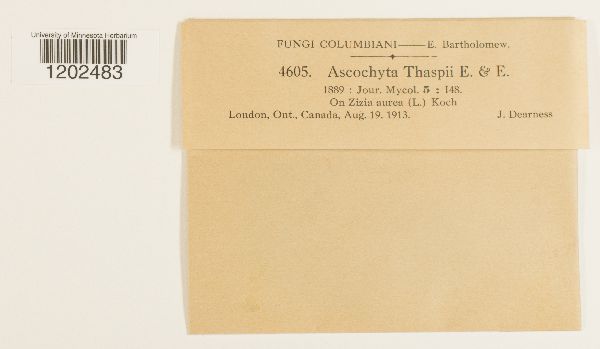 University of Minnesota Herbarium
1202483
FUNGI COLUMBIANI—E. Bartholomew.
4605. Ascochyta Thaspii E. & E.
1889 : Jour. Mycol. 5 : 148.
On Zizia aurea (L.) Koch
London, Ont., Canada, Aug. 19. 1913. J. Dearness